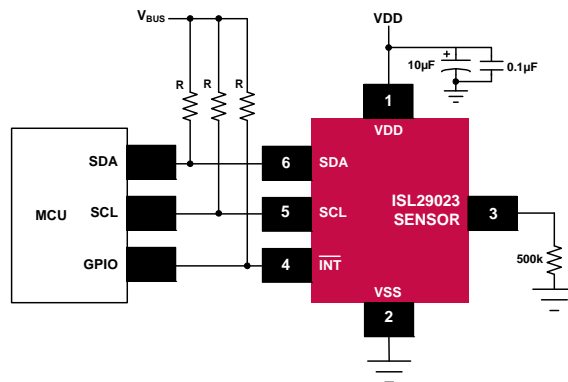 V_BUS
VDD
R R R
10µF 0.1µF
+
1
VDD
MCU
SDA
6 SDA
SCL
5 SCL
ISL29023
SENSOR
3
GPIO
4 INT
500k
VSS
2